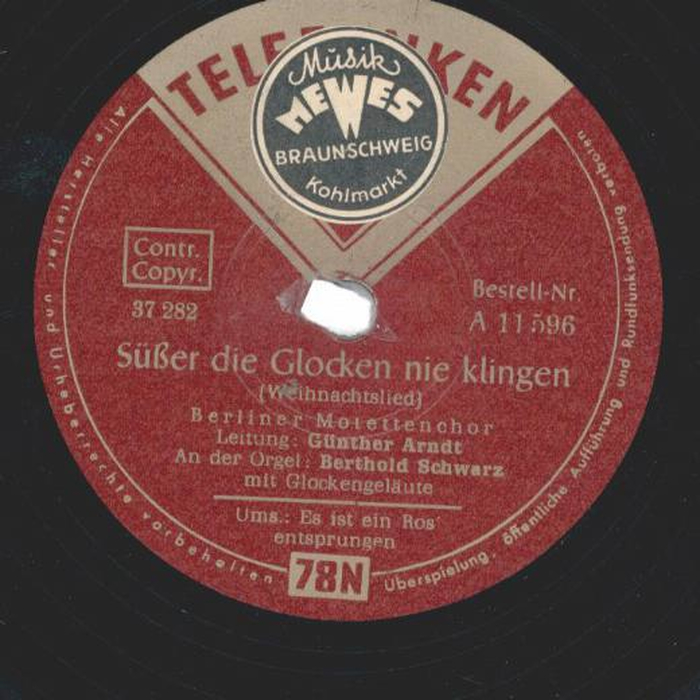 TELEFUNKEN
Musik
MEWES
BRAUNSCHWEIG
Kohlmarkt
Contr.
Copyr.
37 282
Bestell-Nr.
A 11596
Süßer die Glocken nie klingen
(Weihnachtslied)
Berliner Motettenchor
Leitung: Günther Arndt
An der Orgel: Berthold Schwarz
mit Glockengeläute
Ums.: Es ist ein Ros'
entsprungen
78N
Alle Hersteller- und Urheberrechte vorbehalten
Überspielung, öffentliche Aufführung und Rundfunksendung verboten